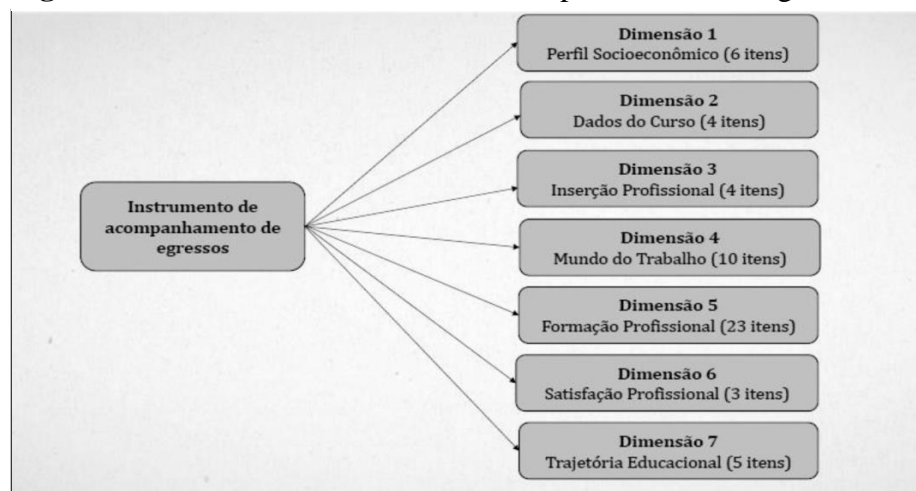 Instrumento de
acompanhamento de
egressos
Dimensão 1
Perfil Socioeconômico (6 itens)
Dimensão 2
Dados do Curso (4 itens)
Dimensão 3
Inserção Profissional (4 itens)
Dimensão 4
Mundo do Trabalho (10 itens)
Dimensão 5
Formação Profissional (23 itens)
Dimensão 6
Satisfação Profissional (3 itens)
Dimensão 7
Trajetória Educacional (5 itens)